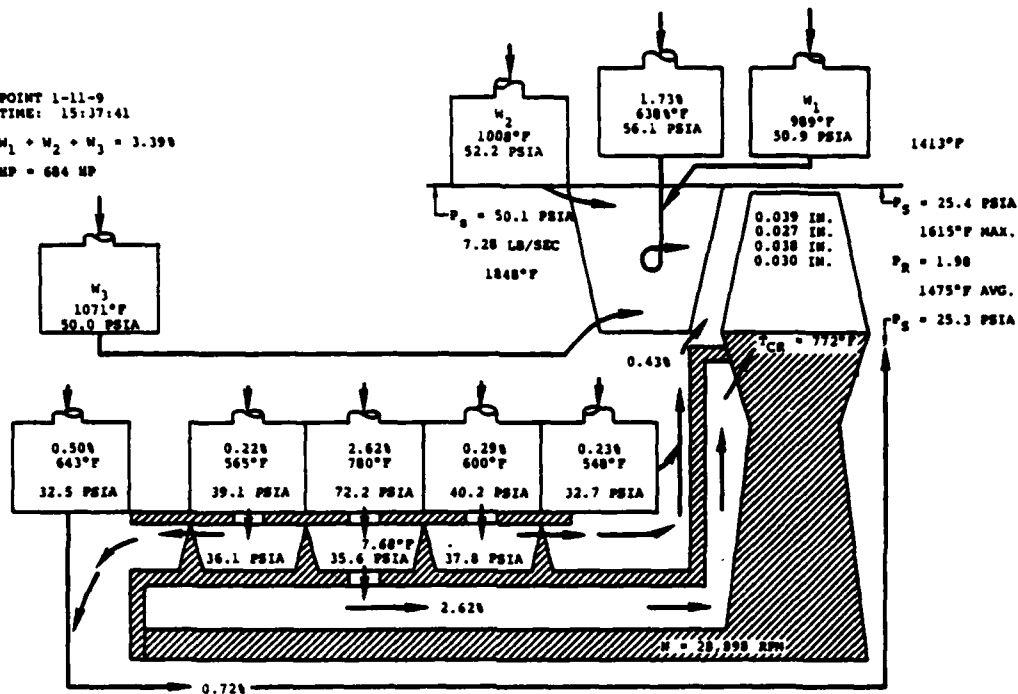 POINT 1-11-9
TIME: 15:37:41
W1 + W2 + W3 = 3.39%
HP = 684 HP
W2
1008°F
52.2 PSIA
1.73%
638%°F
56.1 PSIA
W1
989°F
50.9 PSIA
1413°F
PS = 50.1 PSIA
7.28 LB/SEC
1848°F
0.039 IN.
0.027 IN.
0.038 IN.
0.030 IN.
PS = 25.4 PSIA
1615°F MAX.
PR = 1.98
1475°F AVG.
PS = 25.3 PSIA
W3
1071°F
50.0 PSIA
TCR = 772°F
0.43%
0.50%
643°F
32.5 PSIA
0.22%
565°F
39.1 PSIA
2.62%
780°F
72.2 PSIA
0.29%
600°F
40.2 PSIA
0.23%
548°F
32.7 PSIA
36.1 PSIA
7.68°F
35.6 PSIA
37.8 PSIA
2.62%
N = RPM
0.72%